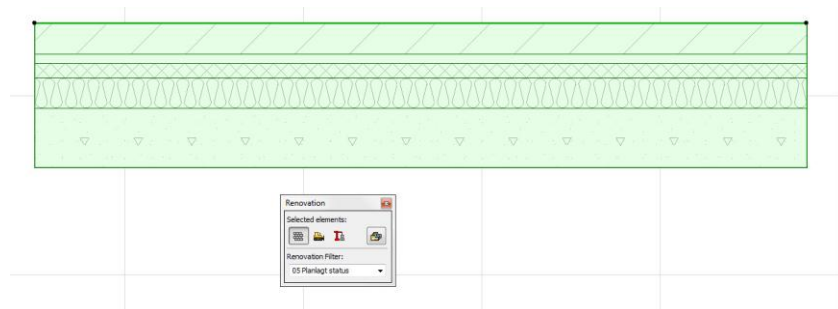 Renovation
Selected elements:
Renovation Filter:
05 Planlagt status